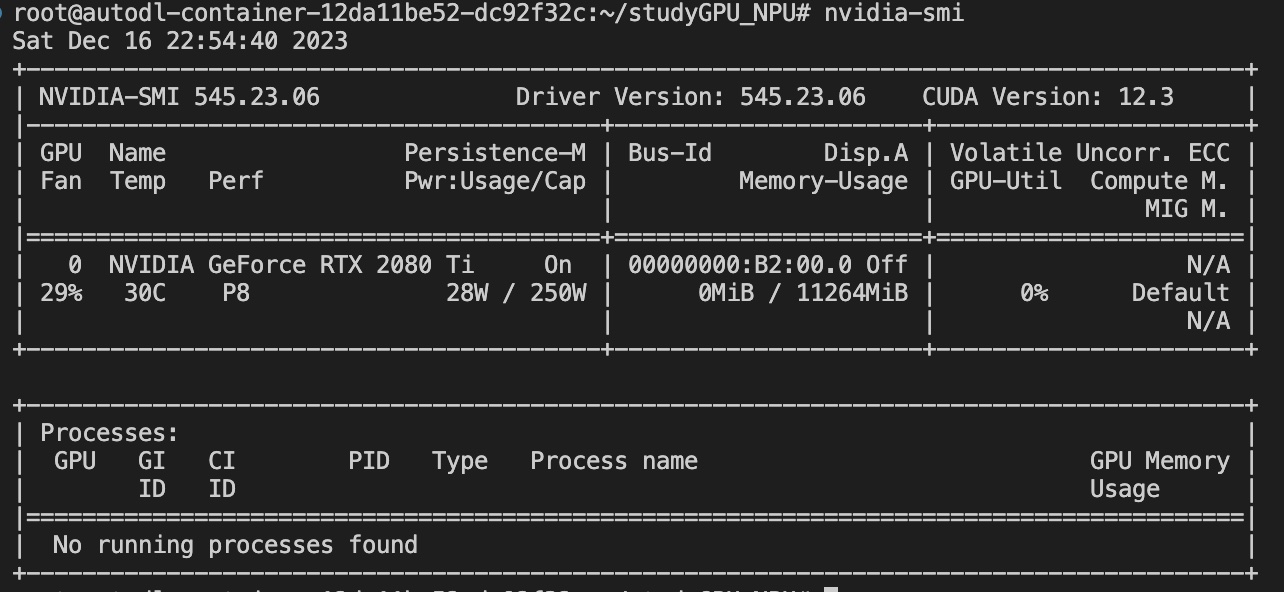 root@autodl-container-12da11be52-dc92f32c:~/studyGPU_NPU# nvidia-smi
Sat Dec 16 22:54:40 2023
+-----------------------------------------------------------------------------------------+
| NVIDIA-SMI 545.23.06              Driver Version: 545.23.06    CUDA Version: 12.3     |
|-----------------------------------------+----------------------+----------------------+
| GPU  Name                 Persistence-M | Bus-Id        Disp.A | Volatile Uncorr. ECC |
| Fan  Temp   Perf          Pwr:Usage/Cap |         Memory-Usage | GPU-Util  Compute M. |
|                                         |                      |               MIG M. |
|=========================================+======================+======================|
|   0  NVIDIA GeForce RTX 2080 Ti     On  | 00000000:B2:00.0 Off |                  N/A |
| 29%   30C    P8              28W / 250W |      0MiB / 11264MiB |      0%      Default |
|                                         |                      |                  N/A |
+-----------------------------------------+----------------------+----------------------+
+---------------------------------------------------------------------------------------+
| Processes:                                                                            |
|  GPU   GI   CI        PID   Type   Process name                            GPU Memory |
|        ID   ID                                                             Usage      |
|=======================================================================================|
|  No running processes found                                                           |
+---------------------------------------------------------------------------------------+